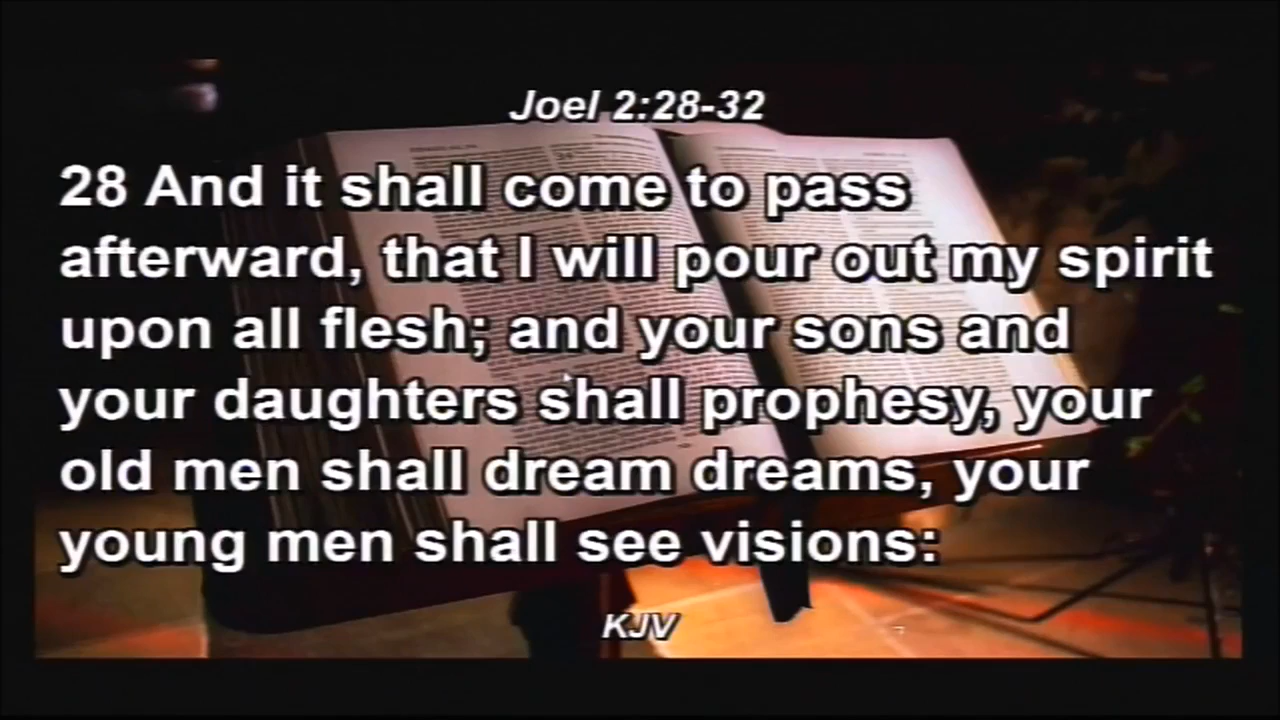 Joel 2:28-32
28 And it shall come to pass
afterward, that I will pour out my spirit
upon all flesh; and your sons and
your daughters shall prophesy, your
old men shall dream dreams, your
young men shall see visions:
KJV